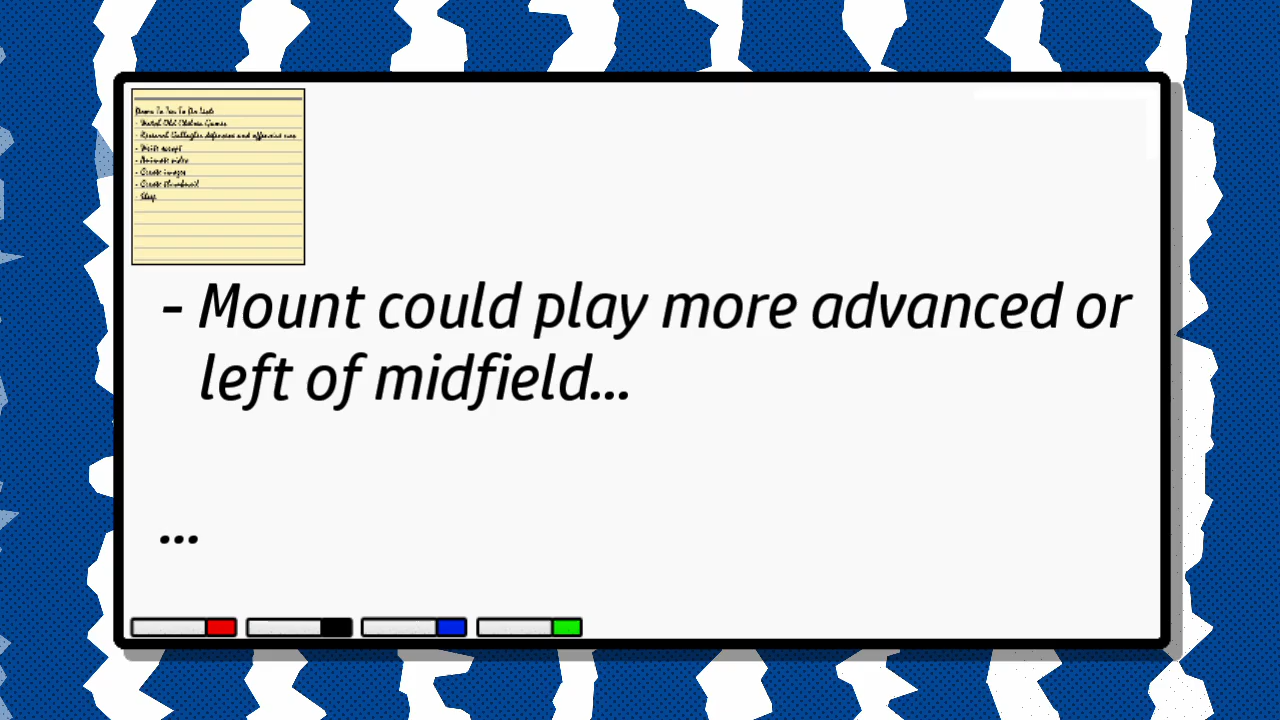 - Watch Old Chelsea Games
- Research Gallagher defensive and offensive use
- Write script
- Animate video
- Create images
- Create thumbnail
- Sleep
- Mount could play more advanced or
left of midfield...
...